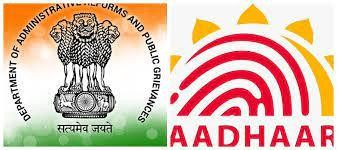 DEPARTMENT OF ADMINISTRATIVE REFORMS AND PUBLIC GRIEVANCES
सत्यमेव जयते
AADHAAR